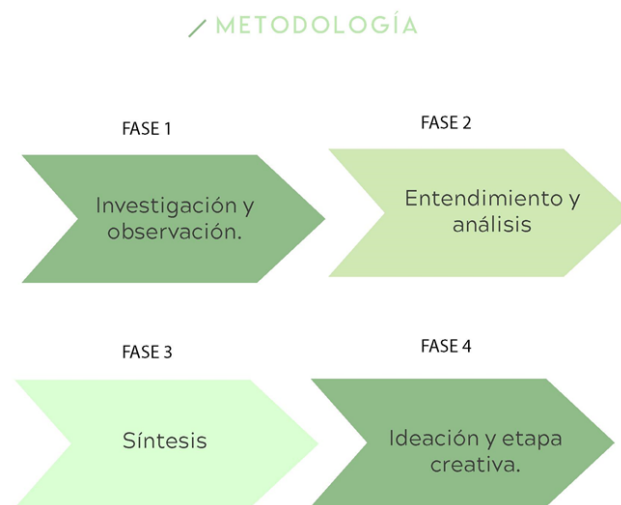 METODOLOGÍA
FASE 1
Investigación y
observación.
FASE 2
Entendimiento y
análisis
FASE 3
Síntesis
FASE 4
Ideación y etapa
creativa.